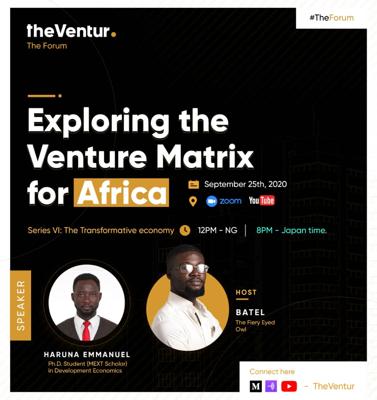 #TheForum
theVentur.
The Forum
Exploring the
Venture Matrix
for Africa
September 25th, 2020
zoom YouTube
Series VI: The Transformative economy 12PM - NG | 8PM - Japan time.
SPEAKER
HOST
BATEL
The Fiery Eyed
Owl
HARUNA EMMANUEL
Ph.D. Student (MEXT Scholar)
In Development Economics
Connect here
M - TheVentur